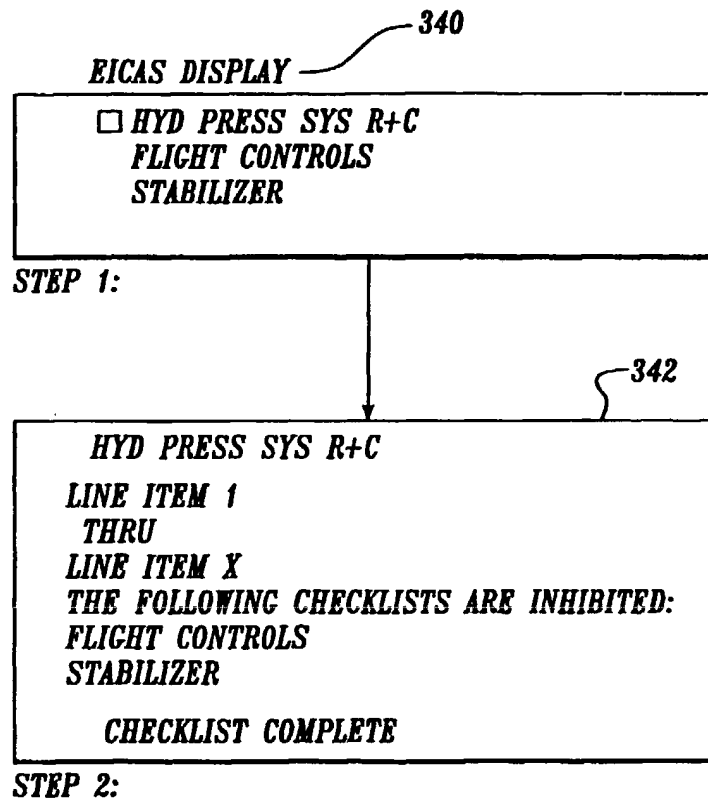 340
EICAS DISPLAY
□ HYD PRESS SYS R+C
FLIGHT CONTROLS
STABILIZER
STEP 1:
342
HYD PRESS SYS R+C
LINE ITEM 1
THRU
LINE ITEM X
THE FOLLOWING CHECKLISTS ARE INHIBITED:
FLIGHT CONTROLS
STABILIZER
CHECKLIST COMPLETE
STEP 2: